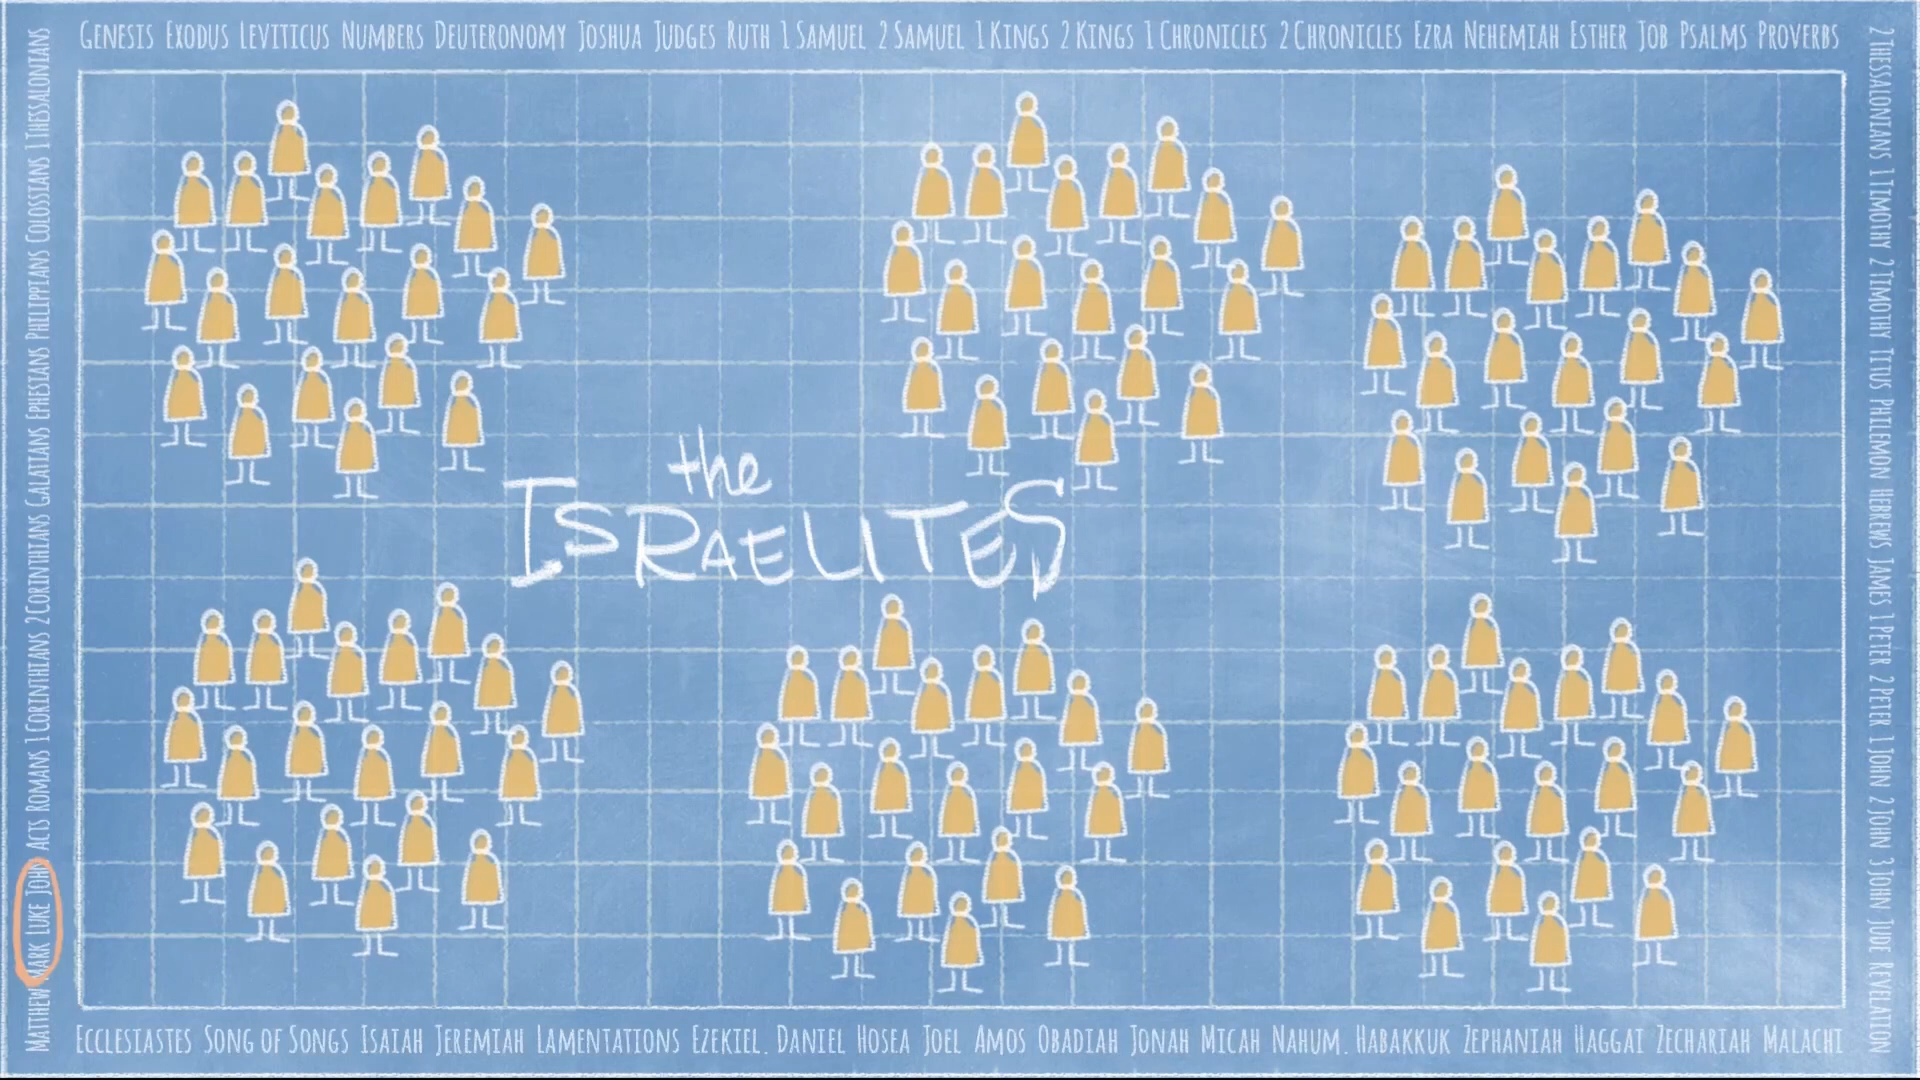 Genesis Exodus Leviticus Numbers Deuteronomy Joshua Judges Ruth 1 Samuel 2 Samuel 1 Kings 2 Kings 1 Chronicles 2 Chronicles Ezra Nehemiah Esther Job Psalms Proverbs
the
Israelites
Ecclesiastes Song of Songs Isaiah Jeremiah Lamentations Ezekiel. Daniel Hosea Joel Amos Obadiah Jonah Micah Nahum. Habakkuk Zephaniah Haggai Zechariah Malachi
Matthew Mark Luke John Acts Romans 1 Corinthians 2 Corinthians Galatians Ephesians Philippians Colossians 1 Thessalonians
2 Thessalonians 1 Timothy 2 Timothy Titus Philemon Hebrews James 1 Peter 2 Peter 1 John 2 John 3 John Jude Revelation